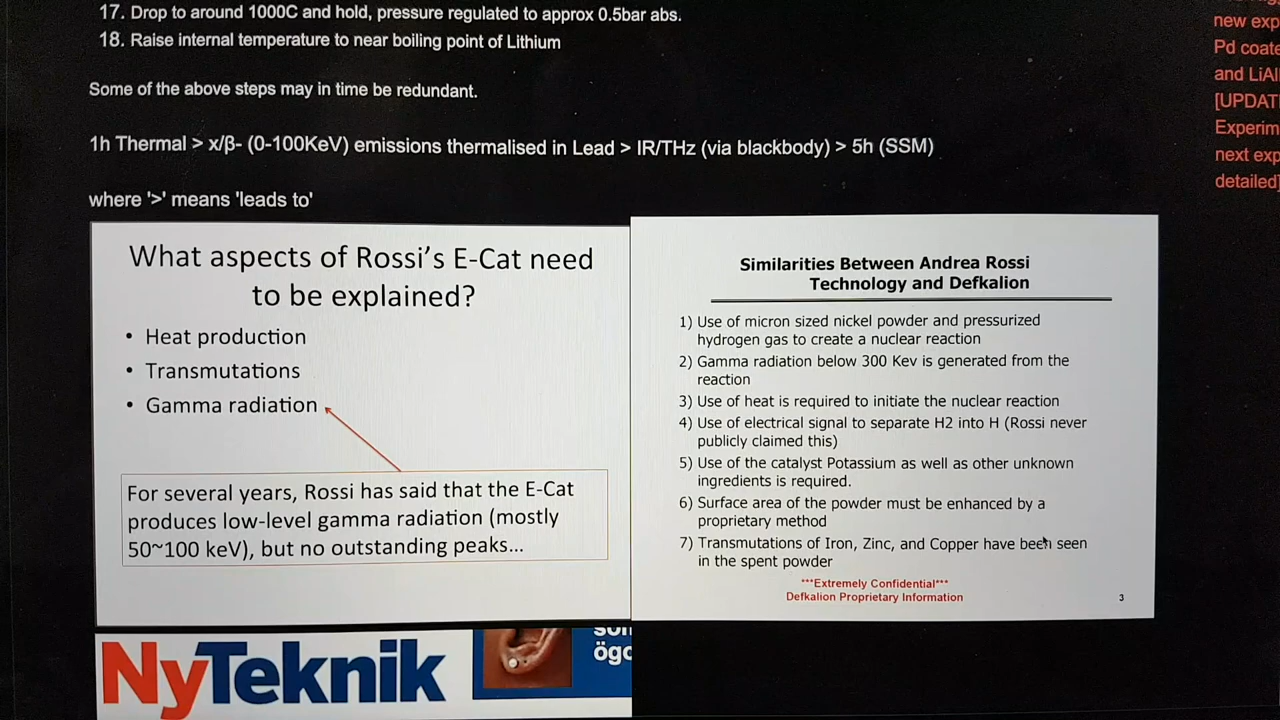 17. Drop to around 1000C and hold, pressure regulated to approx 0.5bar abs.
18. Raise internal temperature to near boiling point of Lithium
Some of the above steps may in time be redundant.
1h Thermal > x/β- (0-100KeV) emissions thermalised in Lead > IR/THz (via blackbody) > 5h (SSM)
where '>' means 'leads to'
new exp
Pd coate
and LiAl
[UPDAT
Experim
next exp
detailed]
What aspects of Rossi's E-Cat need
to be explained?
• Heat production
• Transmutations
• Gamma radiation
For several years, Rossi has said that the E-Cat
produces low-level gamma radiation (mostly
50~100 keV), but no outstanding peaks...
Similarities Between Andrea Rossi
Technology and Defkalion
1) Use of micron sized nickel powder and pressurized
hydrogen gas to create a nuclear reaction
2) Gamma radiation below 300 Kev is generated from the
reaction
3) Use of heat is required to initiate the nuclear reaction
4) Use of electrical signal to separate H2 into H (Rossi never
publicly claimed this)
5) Use of the catalyst Potassium as well as other unknown
ingredients is required.
6) Surface area of the powder must be enhanced by a
proprietary method
7) Transmutations of Iron, Zinc, and Copper have been seen
in the spent powder
***Extremely Confidential***
Defkalion Proprietary Information
3
NyTeknik